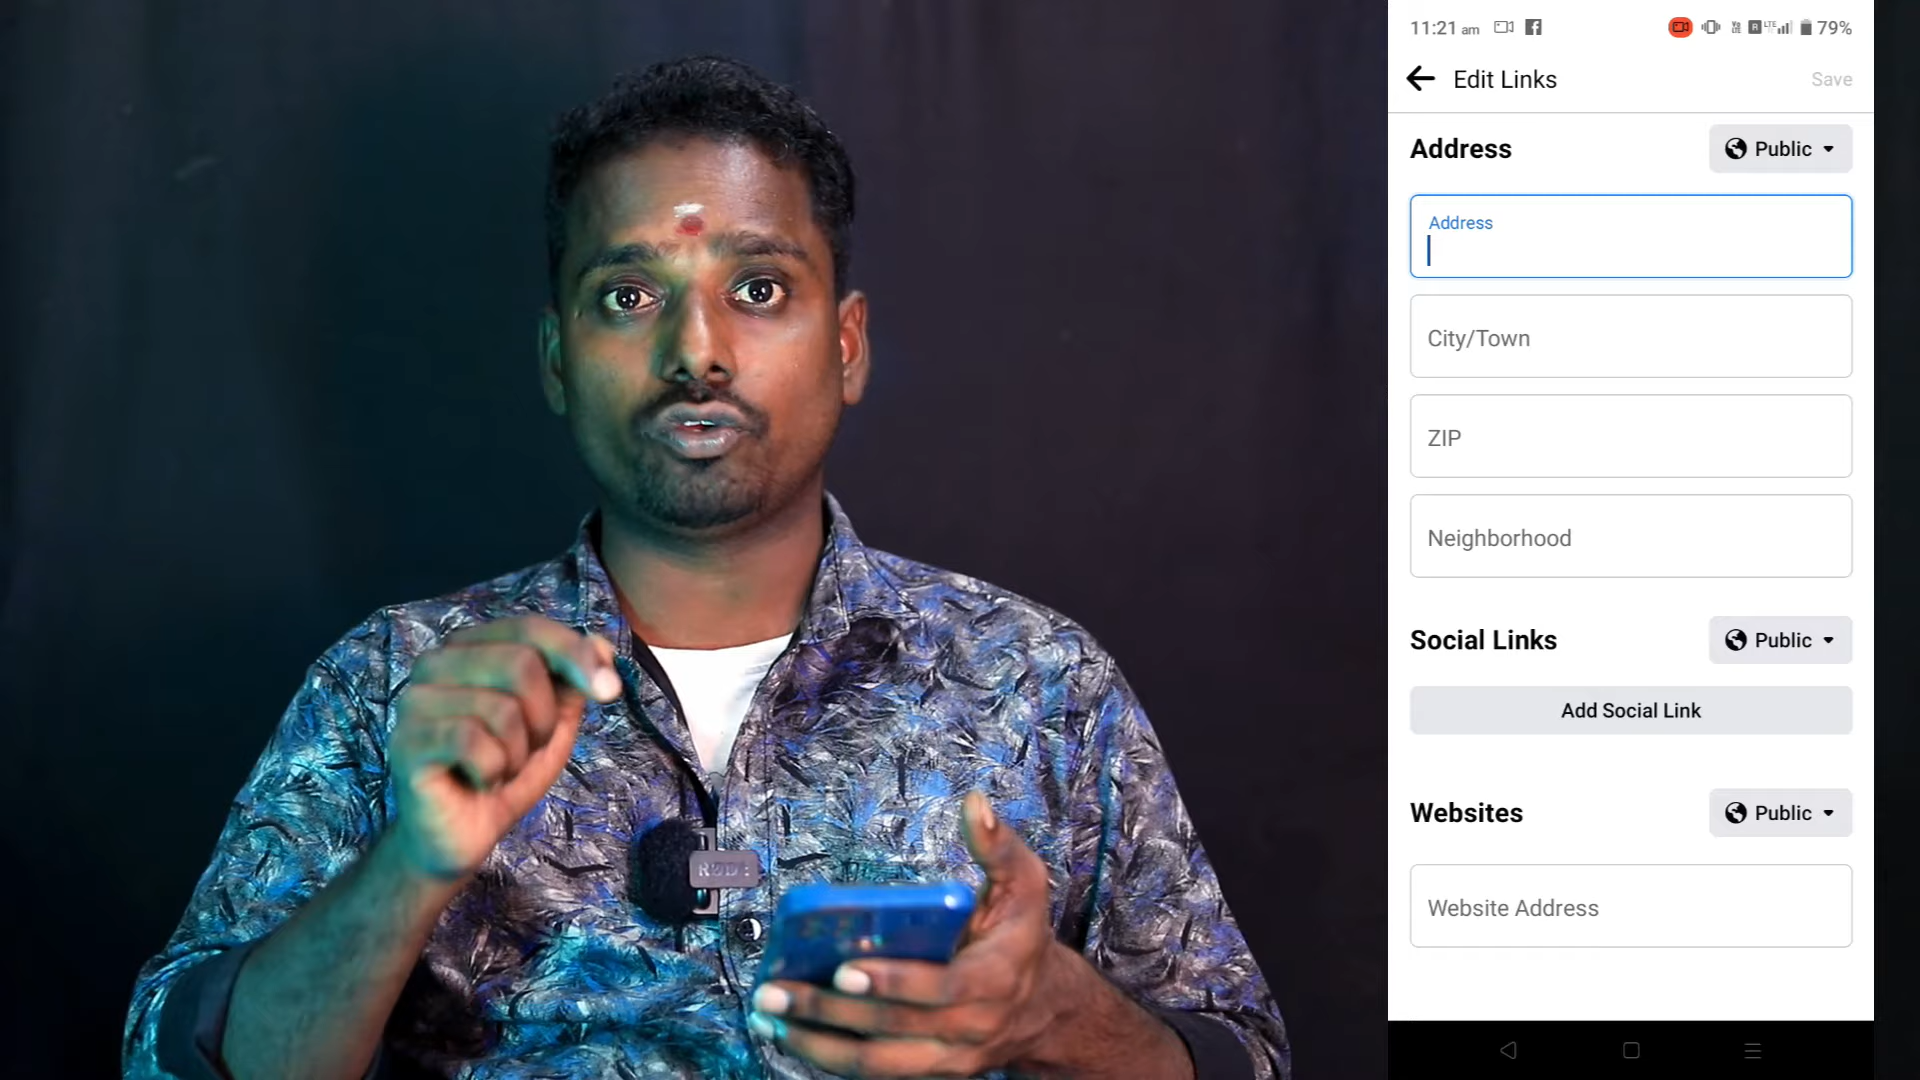 11:21 am
79%
Edit Links
Save
Address
Public
Address
City/Town
ZIP
Neighborhood
Social Links
Public
Add Social Link
Websites
Public
Website Address